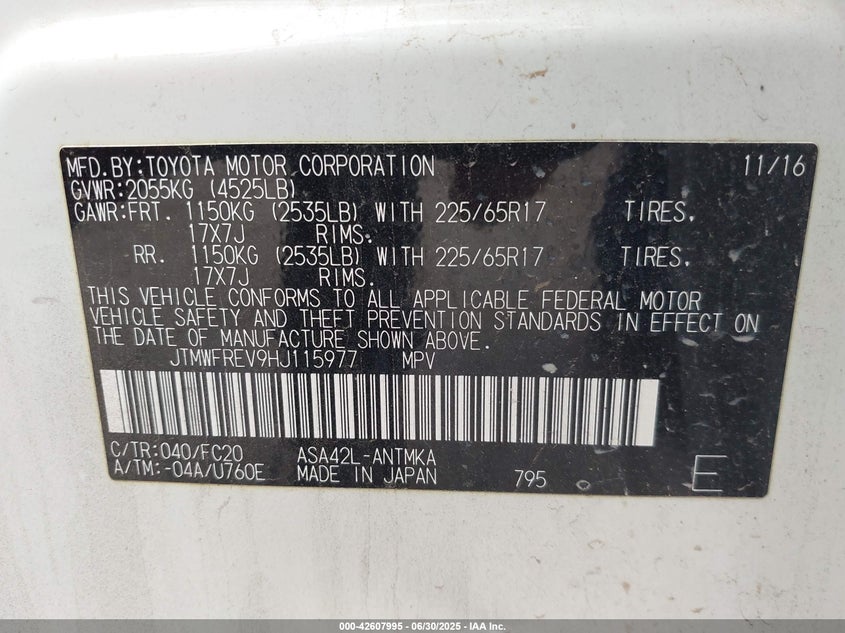 MFD.BY:TOYOTA MOTOR CORPORATION 11/16
GVWR:2055KG (4525LB)
GAWR:FRT. 1150KG (2535LB) WITH 225/65R17 TIRES,
17X7J RIMS.
RR. 1150KG (2535LB) WITH 225/65R17 TIRES,
17X7J RIMS.
THIS VEHICLE CONFORMS TO ALL APPLICABLE FEDERAL MOTOR
VEHICLE SAFETY AND THEFT PREVENTION STANDARDS IN EFFECT ON
THE DATE OF MANUFACTURE SHOWN ABOVE.
JTMWFREV9HJ115977 MPV
C/TR:040/FC20 ASA42L-ANTMKA
A/TM:-04A/U760E MADE IN JAPAN 795 E
000-42607995 - 06/30/2025 - IAA Inc.